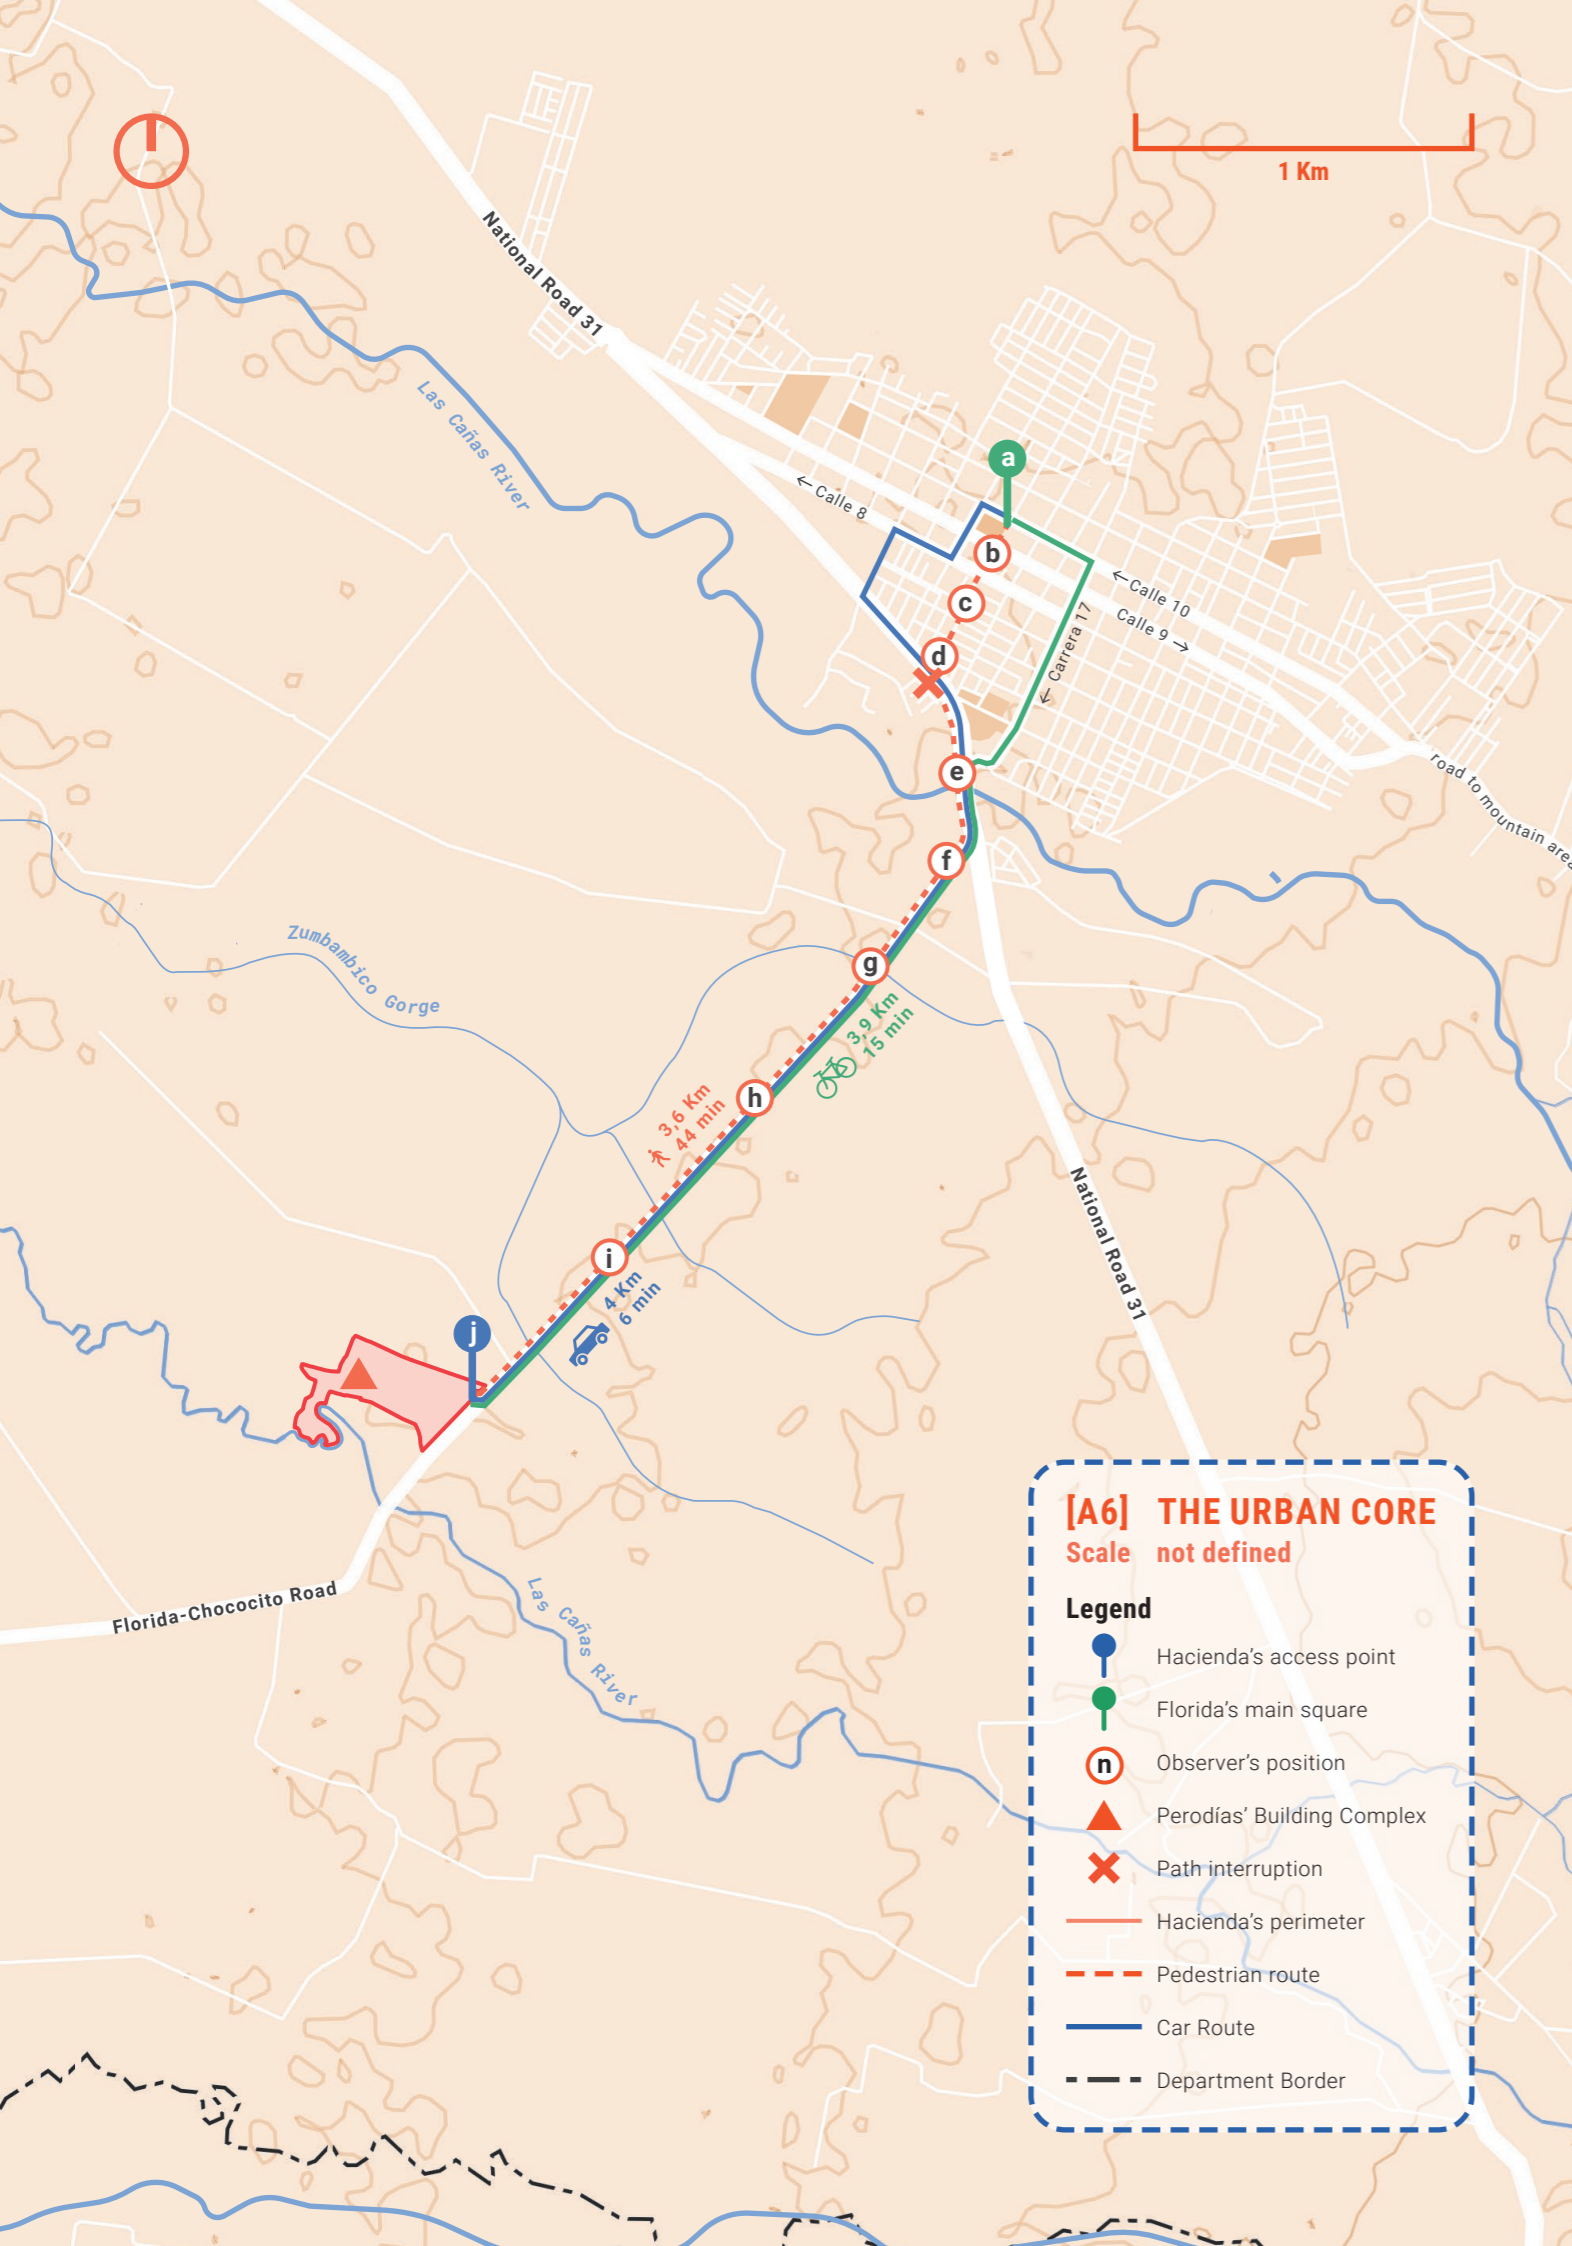 1 Km
National Road 31
Las Cañas River
a
← Calle 8
b
← Calle 10
c
Calle 9 →
← Carrera 17
d
e
road to mountain area
f
Zumbambico Gorge
g
3,9 Km
15 min
h
3,6 Km
44 min
National Road 31
i
4 Km
6 min
j
Florida-Chococito Road
Las Cañas River
[A6] THE URBAN CORE
Scale not defined
Legend
Hacienda's access point
Florida's main square
n Observer's position
Perodías' Building Complex
Path interruption
Hacienda's perimeter
Pedestrian route
Car Route
Department Border